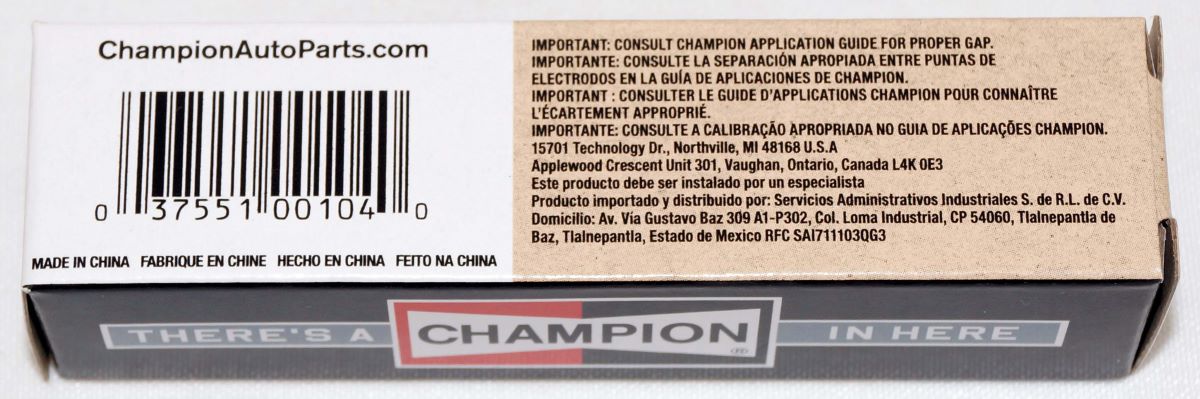 ChampionAutoParts.com
0 37551 00104 0
MADE IN CHINA FABRIQUE EN CHINE HECHO EN CHINA FEITO NA CHINA
IMPORTANT: CONSULT CHAMPION APPLICATION GUIDE FOR PROPER GAP.
IMPORTANTE: CONSULTE LA SEPARACIÓN APROPIADA ENTRE PUNTAS DE
ELECTRODOS EN LA GUÍA DE APLICACIONES DE CHAMPION.
IMPORTANT : CONSULTER LE GUIDE D'APPLICATIONS CHAMPION POUR CONNAÎTRE
L'ÉCARTEMENT APPROPRIÉ.
IMPORTANTE: CONSULTE A CALIBRAÇÃO APROPRIADA NO GUIA DE APLICAÇÕES CHAMPION.
15701 Technology Dr., Northville, MI 48168 U.S.A
Applewood Crescent Unit 301, Vaughan, Ontario, Canada L4K 0E3
Este producto debe ser instalado por un especialista
Producto importado y distribuido por: Servicios Administrativos Industriales S. de R.L. de C.V.
Domicilio: Av. Vía Gustavo Baz 309 A1-P302, Col. Loma Industrial, CP 54060, Tlalnepantla de
Baz, Tlalnepantla, Estado de Mexico RFC SAI711103QG3
THERE'S A CHAMPION IN HERE